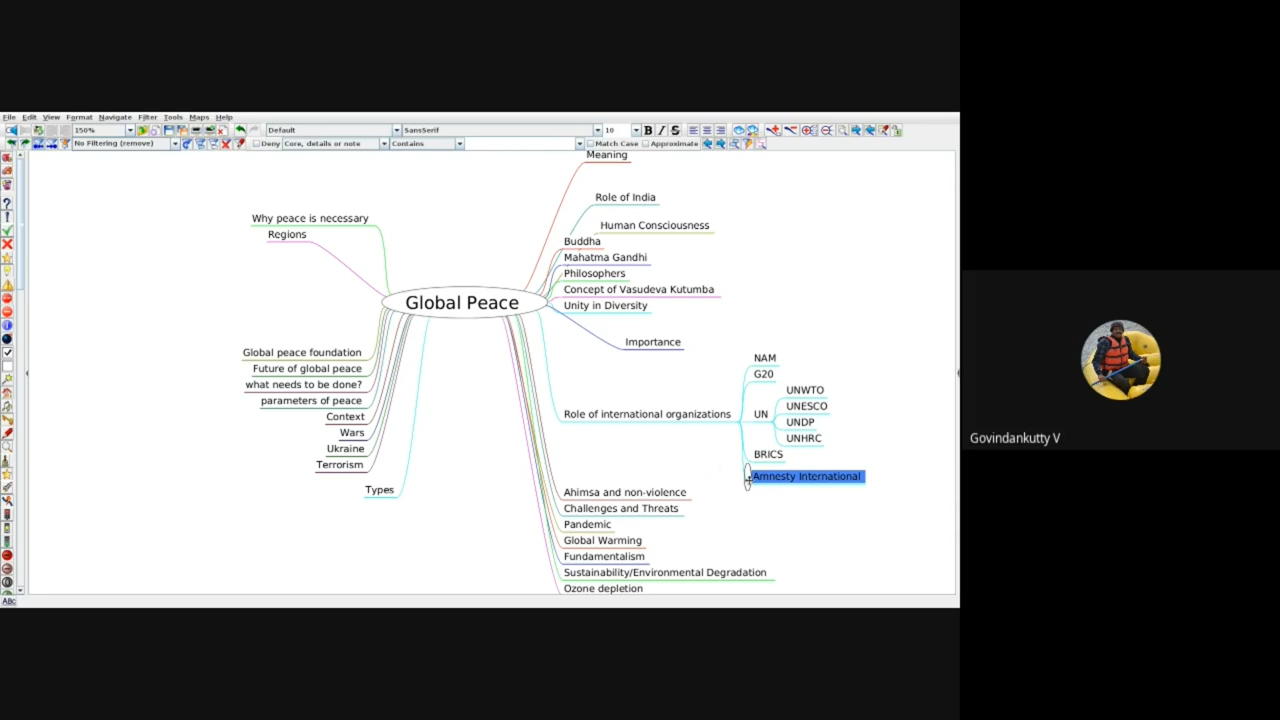 File Edit View Format Navigate Filter Tools Maps Help
150% Default SansSerif 10 B I S
No Filtering (remove) Deny Core, details or note Contains Match Case Approximate
Meaning
Role of India
Why peace is necessary
Human Consciousness
Regions
Buddha
Mahatma Gandhi
Philosophers
Concept of Vasudeva Kutumba
Global Peace
Unity in Diversity
Importance
Global peace foundation
NAM
Future of global peace
G20
what needs to be done?
UNWTO
parameters of peace
UNESCO
Context
Role of international organizations
UN
UNDP
Wars
UNHRC
Ukraine
BRICS
Terrorism
Amnesty International
Types
Ahimsa and non-violence
Challenges and Threats
Pandemic
Global Warming
Fundamentalism
Sustainability/Environmental Degradation
Ozone depletion
ABc
Govindankutty V